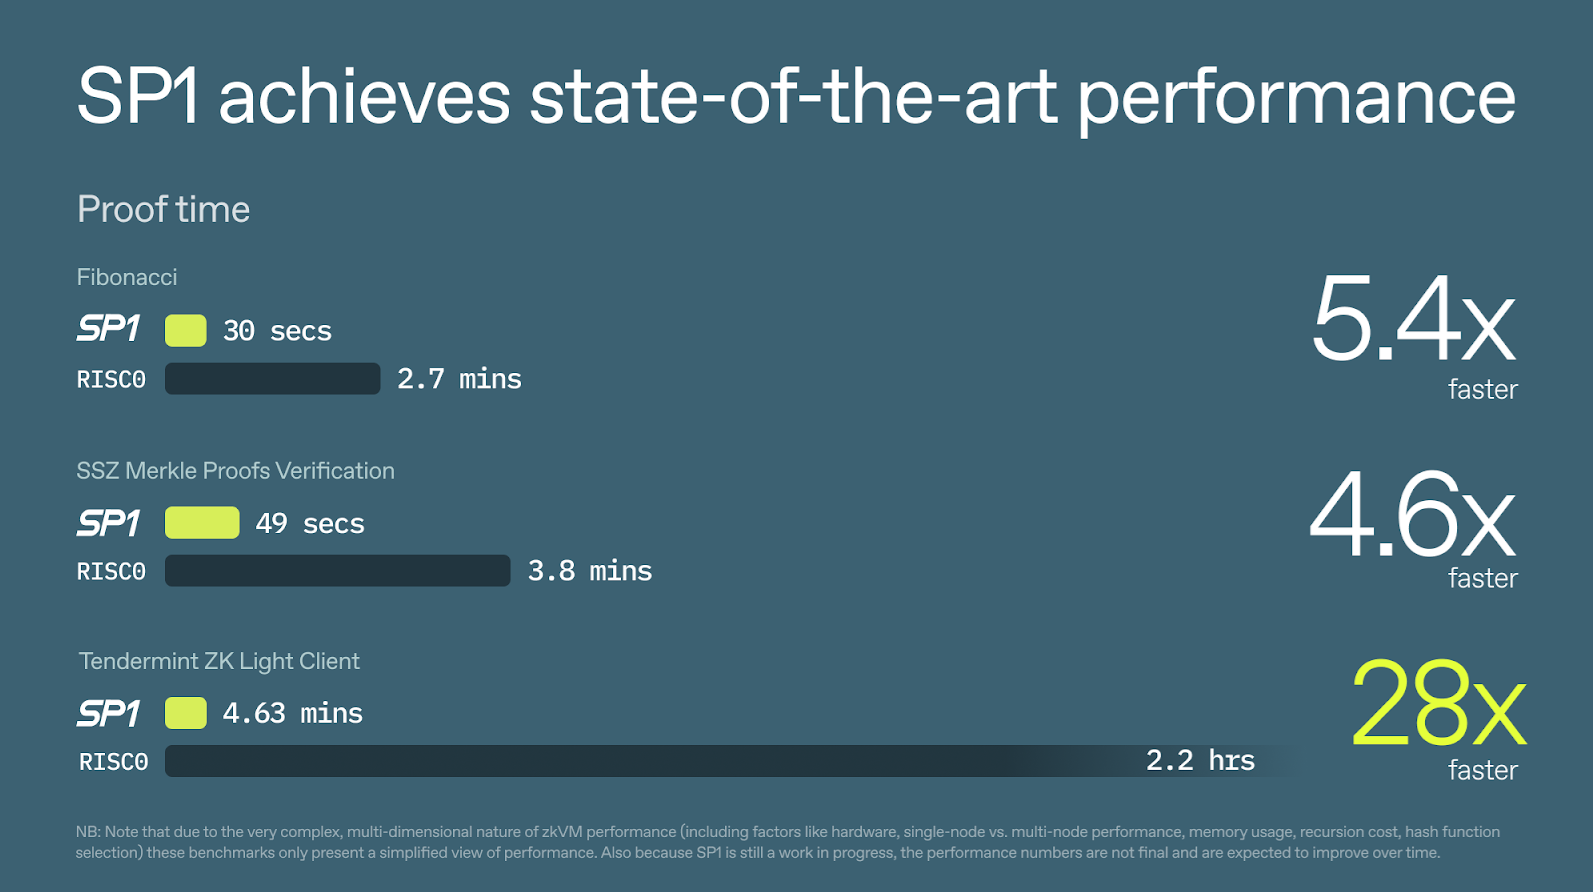 SP1 achieves state-of-the-art performance
Proof time
Fibonacci
SP1 30 secs
RISC0 2.7 mins
5.4x
faster
SSZ Merkle Proofs Verification
SP1 49 secs
RISC0 3.8 mins
4.6x
faster
Tendermint ZK Light Client
SP1 4.63 mins
RISC0 2.2 hrs
28x
faster
NB: Note that due to the very complex, multi-dimensional nature of zkVM performance (including factors like hardware, single-node vs. multi-node performance, memory usage, recursion cost, hash function
selection) these benchmarks only present a simplified view of performance. Also because SP1 is still a work in progress, the performance numbers are not final and are expected to improve over time.